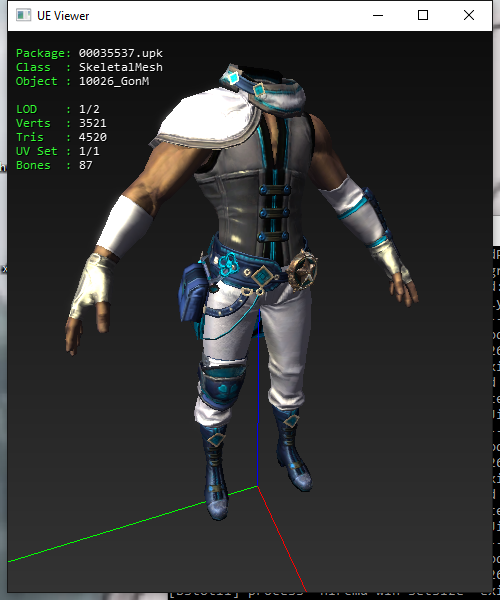 UE Viewer
Package: 00035537.upk
Class : SkeletalMesh
Object : 10026_GonM
LOD : 1/2
Verts : 3521
Tris : 4520
UV Set : 1/1
Bones : 87